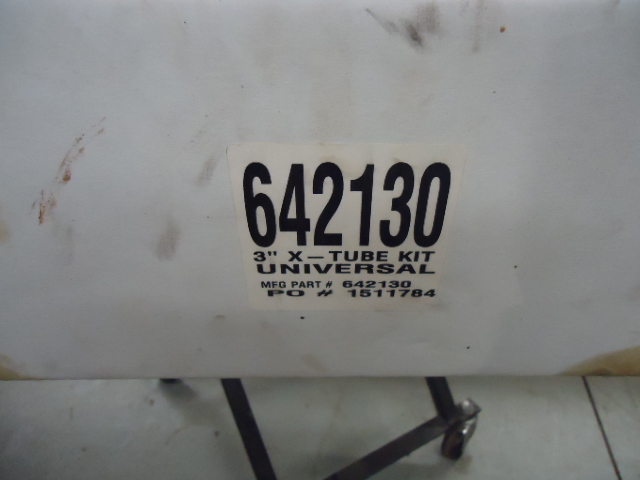 642130
3" X-TUBE KIT
UNIVERSAL
MFG PART # 642130
PO # 1511784